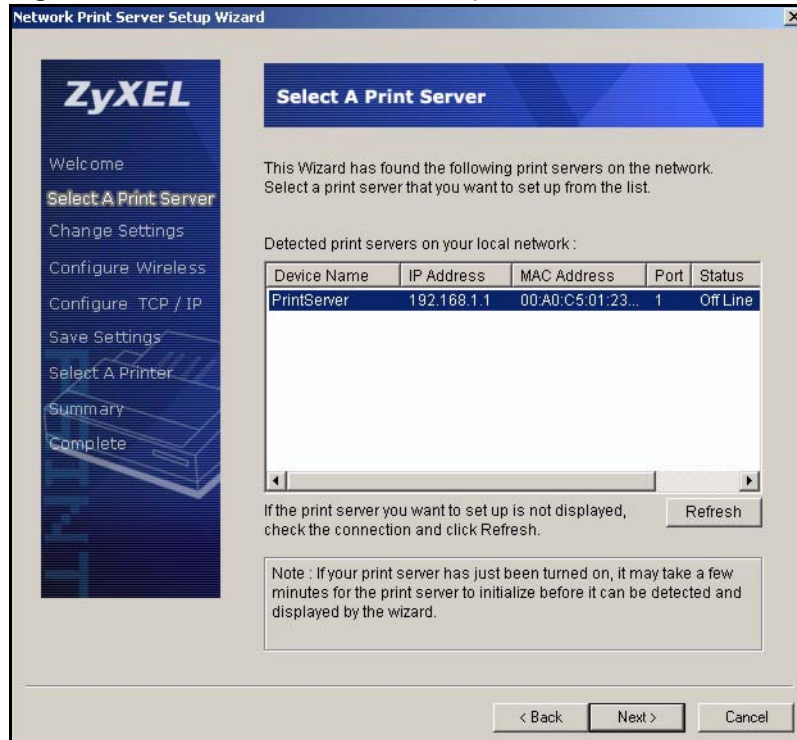 Network Print Server Setup Wizard
ZyXEL
Welcome
Select A Print Server
Change Settings
Configure Wireless
Configure TCP / IP
Save Settings
Select A Printer
Summary
Complete
PRINT
Select A Print Server
This Wizard has found the following print servers on the network.
Select a print server that you want to set up from the list.
Detected print servers on your local network :
Device Name IP Address MAC Address Port Status
PrintServer 192.168.1.1 00:A0:C5:01:23... 1 Off Line
If the print server you want to set up is not displayed,
check the connection and click Refresh.
Refresh
Note : If your print server has just been turned on, it may take a few
minutes for the print server to initialize before it can be detected and
displayed by the wizard.
< Back Next > Cancel